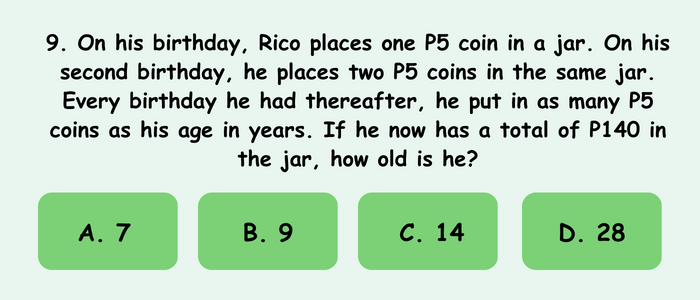 9. On his birthday, Rico places one P5 coin in a jar. On his
second birthday, he places two P5 coins in the same jar.
Every birthday he had thereafter, he put in as many P5
coins as his age in years. If he now has a total of P140 in
the jar, how old is he?
A. 7
B. 9
C. 14
D. 28